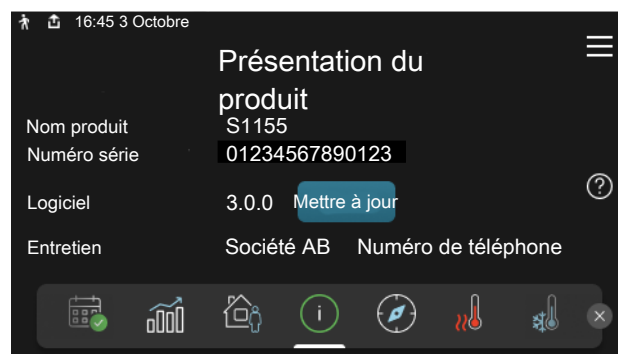 16:45 3 Octobre
Présentation du
produit
Nom produit S1155
Numéro série 01234567890123
Logiciel 3.0.0 Mettre à jour
Entretien Société AB Numéro de téléphone